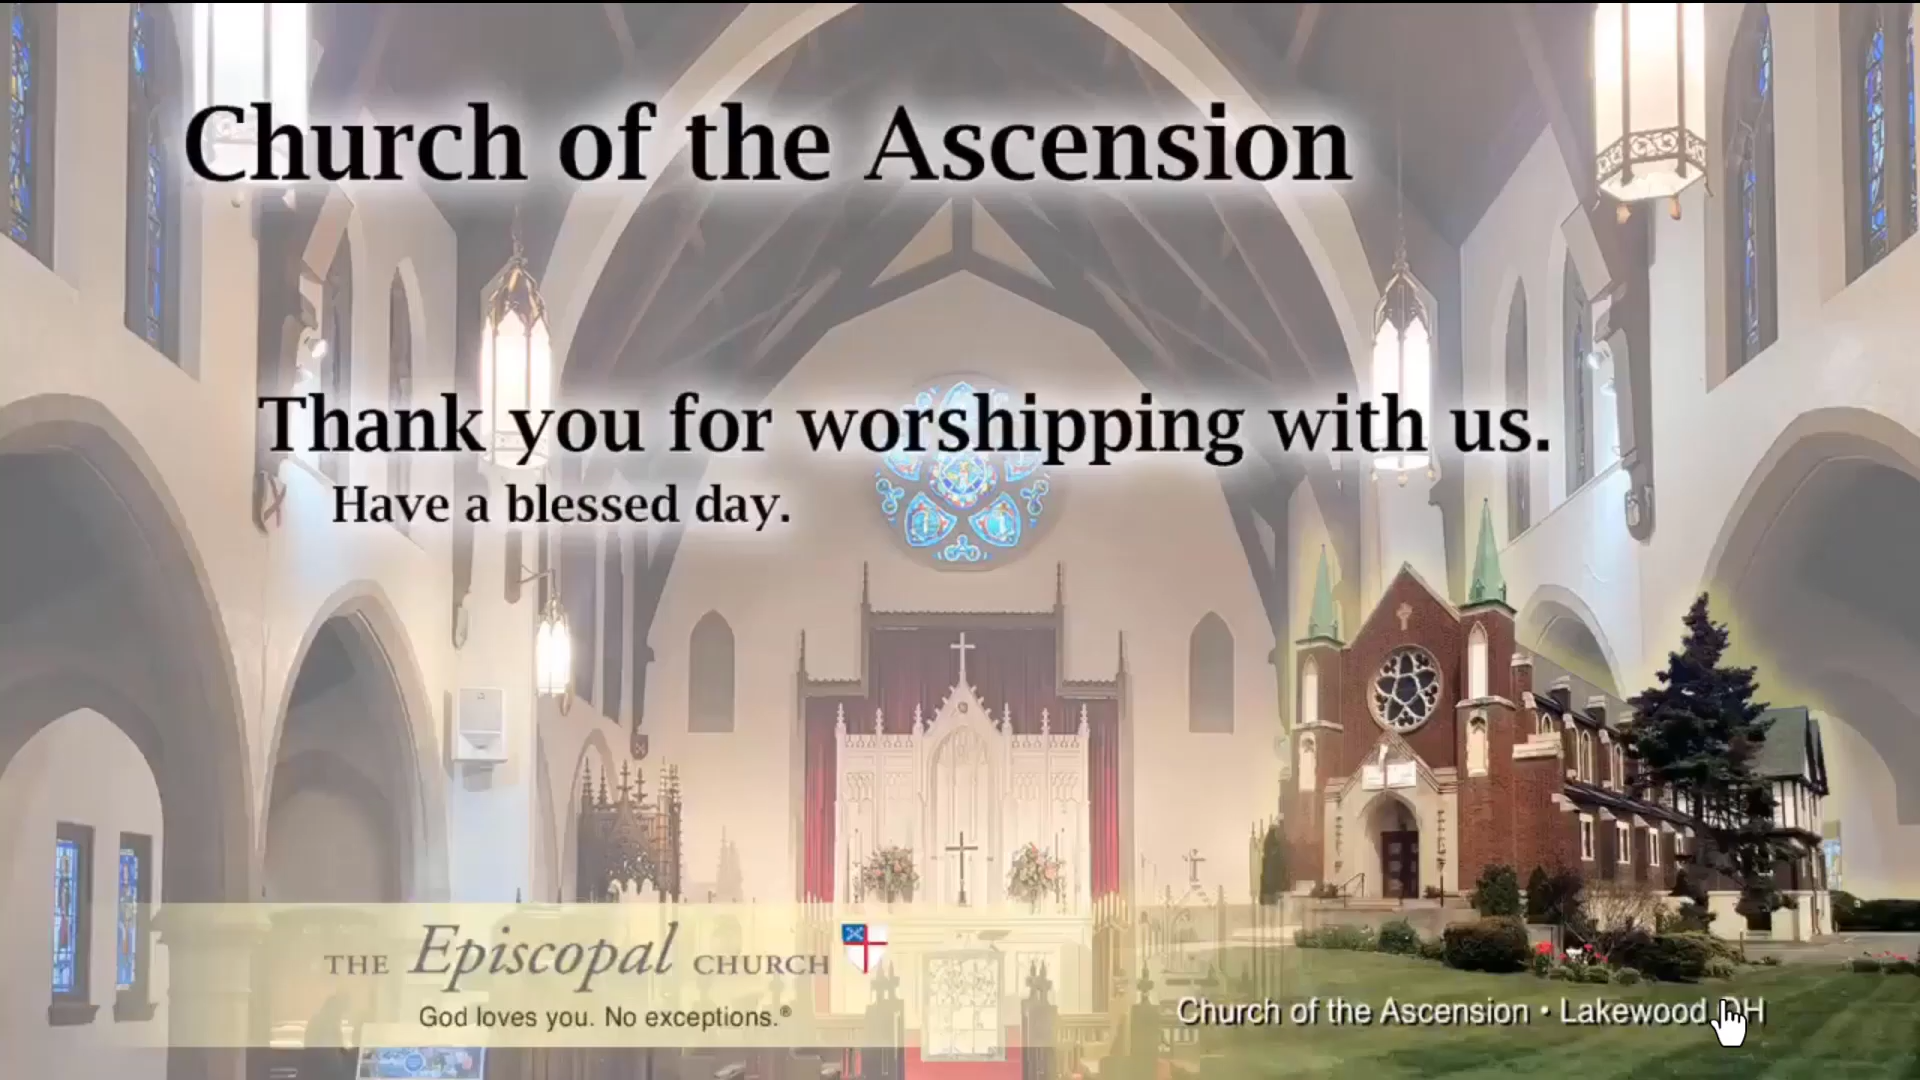 Church of the Ascension
Thank you for worshipping with us.
Have a blessed day.
THE Episcopal CHURCH
God loves you. No exceptions.®
Church of the Ascension • Lakewood OH